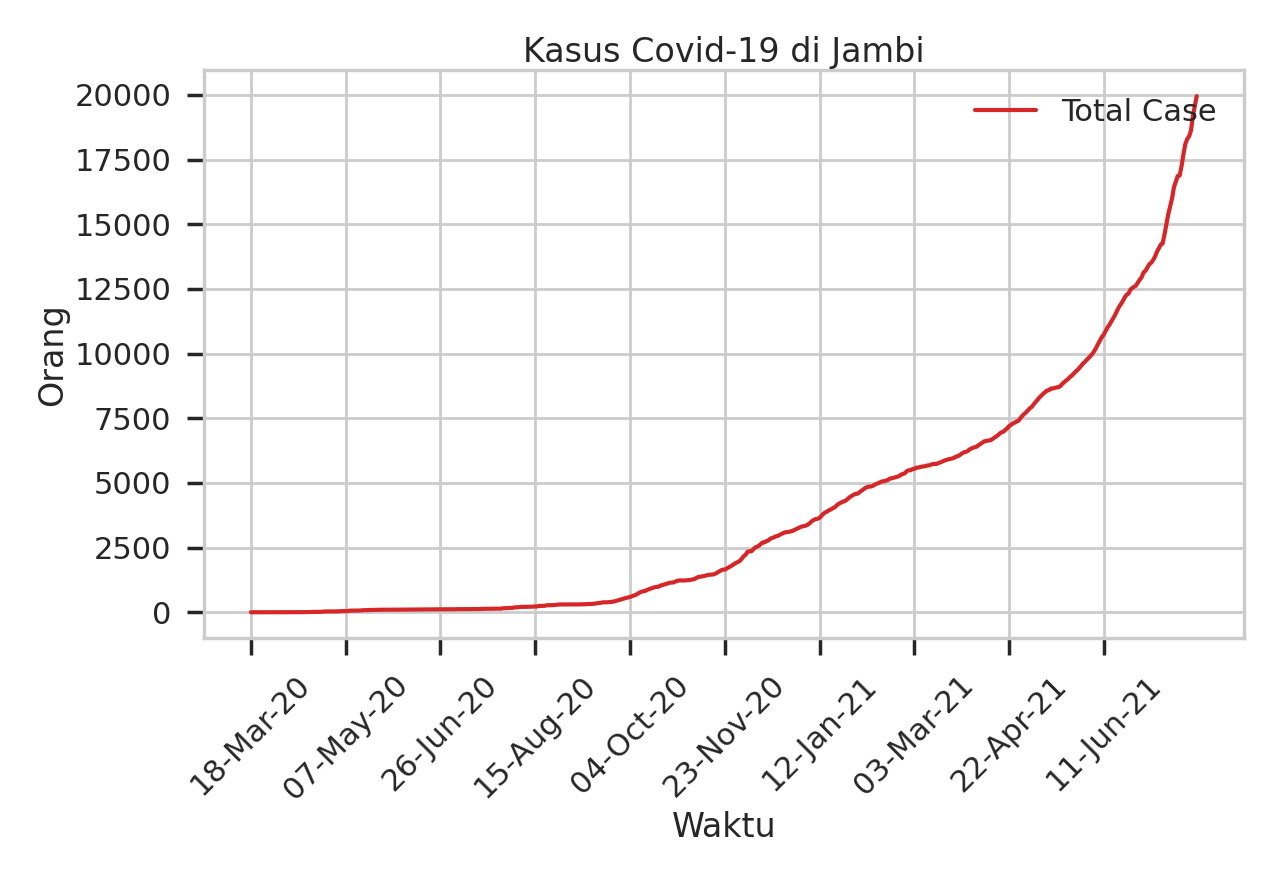 Kasus Covid-19 di Jambi
Total Case
20000
17500
15000
12500
10000
7500
5000
2500
0
Orang
18-Mar-20
07-May-20
26-Jun-20
15-Aug-20
04-Oct-20
23-Nov-20
12-Jan-21
03-Mar-21
22-Apr-21
11-Jun-21
Waktu